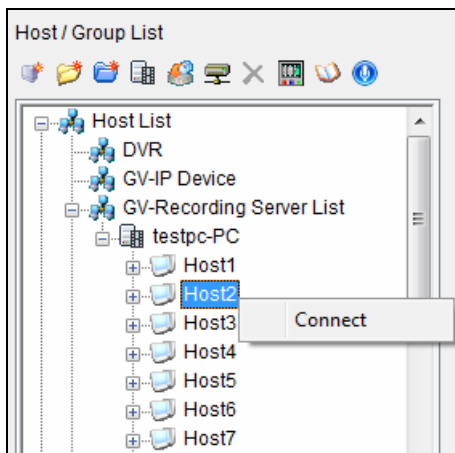 Host / Group List
Host List
DVR
GV-IP Device
GV-Recording Server List
testpc-PC
Host1
Host2
Host3
Connect
Host4
Host5
Host6
Host7